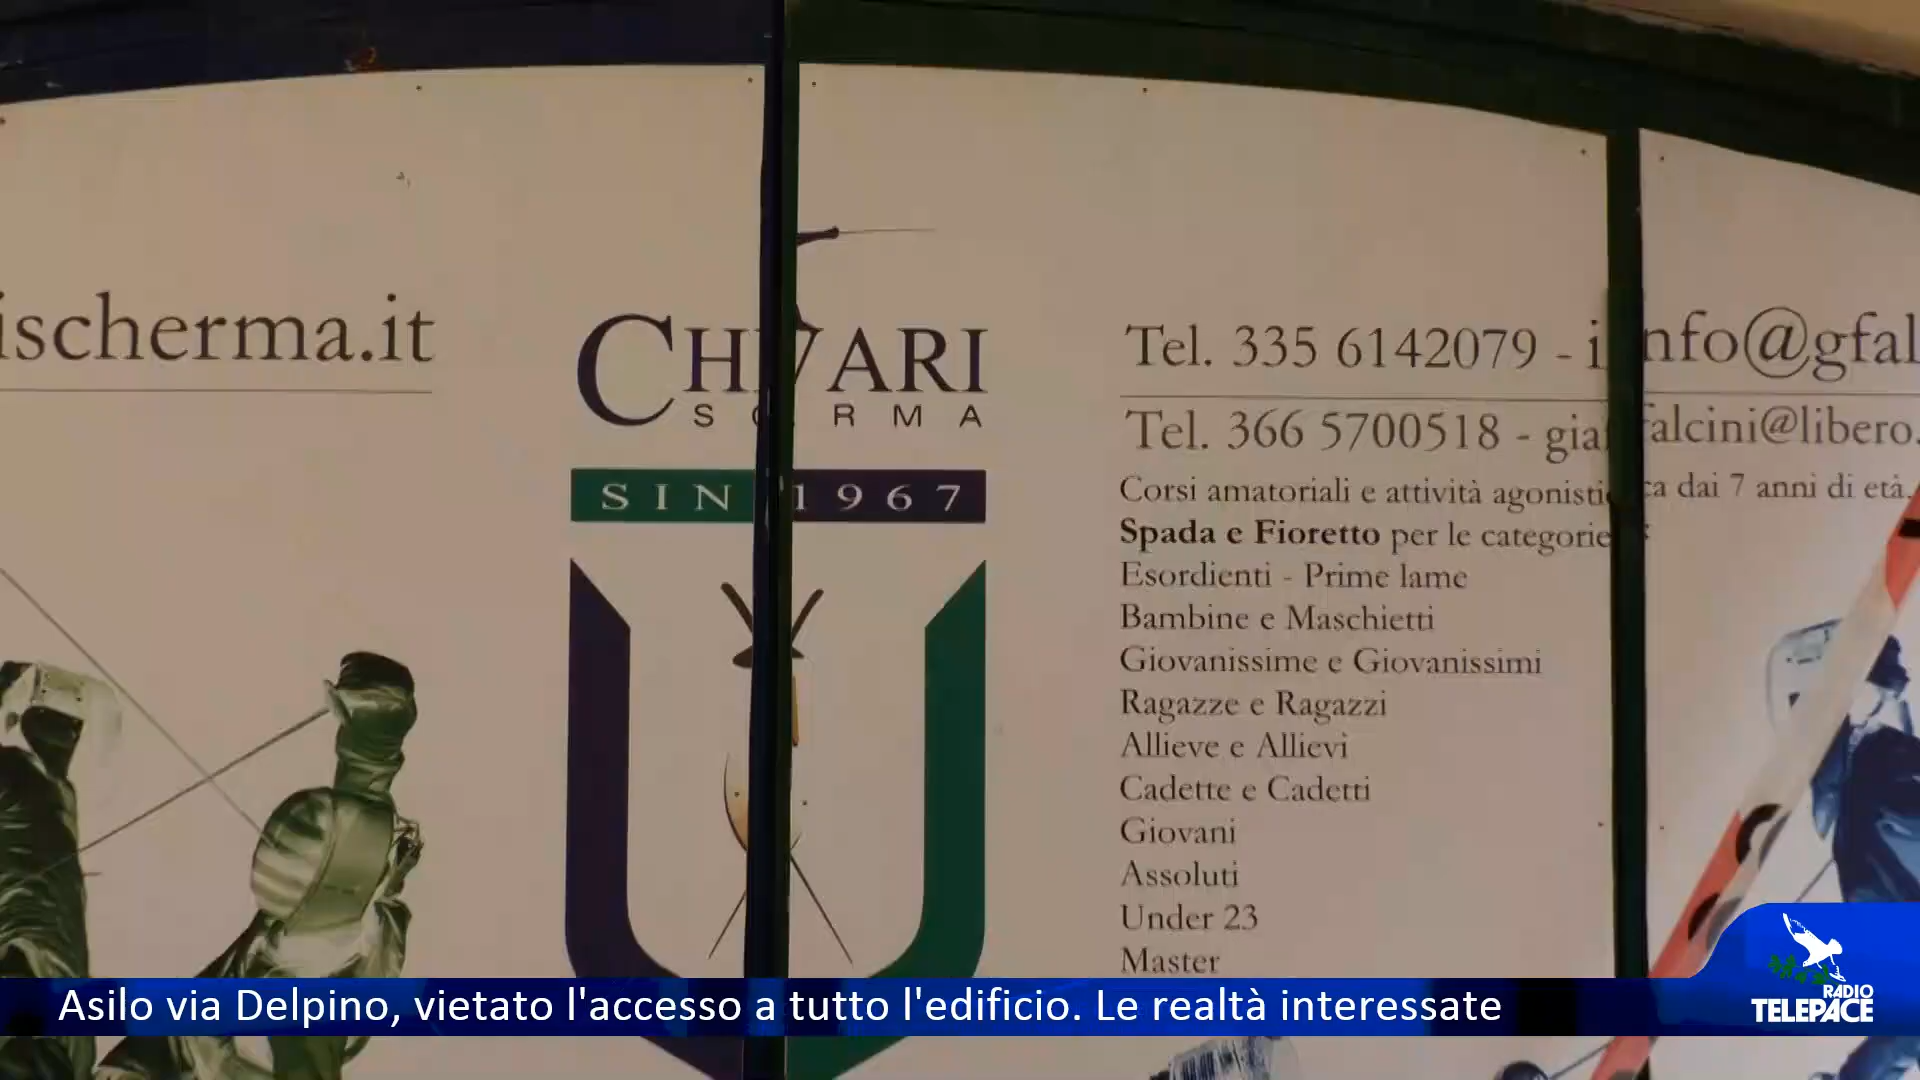 ischerma.it
CHIAVARI
SCHERMA
SIN 1967
Tel. 335 6142079 - info@gfal
Tel. 366 5700518 - gia falcini@libero.
Corsi amatoriali e attività agonistica dai 7 anni di età.
Spada e Fioretto per le categorie:
Esordienti - Prime lame
Bambine e Maschietti
Giovanissime e Giovanissimi
Ragazze e Ragazzi
Allieve e Allievi
Cadette e Cadetti
Giovani
Assoluti
Under 23
Master
Asilo via Delpino, vietato l'accesso a tutto l'edificio. Le realtà interessate
RADIO
TELEPACE